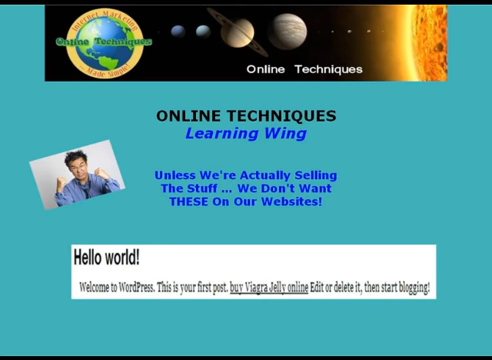 Internet Marketing
Online Techniques
...Made Simple!
Online Techniques
ONLINE TECHNIQUES
Learning Wing
Unless We're Actually Selling
The Stuff ... We Don't Want
THESE On Our Websites!
Hello world!
Welcome to WordPress. This is your first post. buy Viagra Jelly online Edit or delete it, then start blogging!